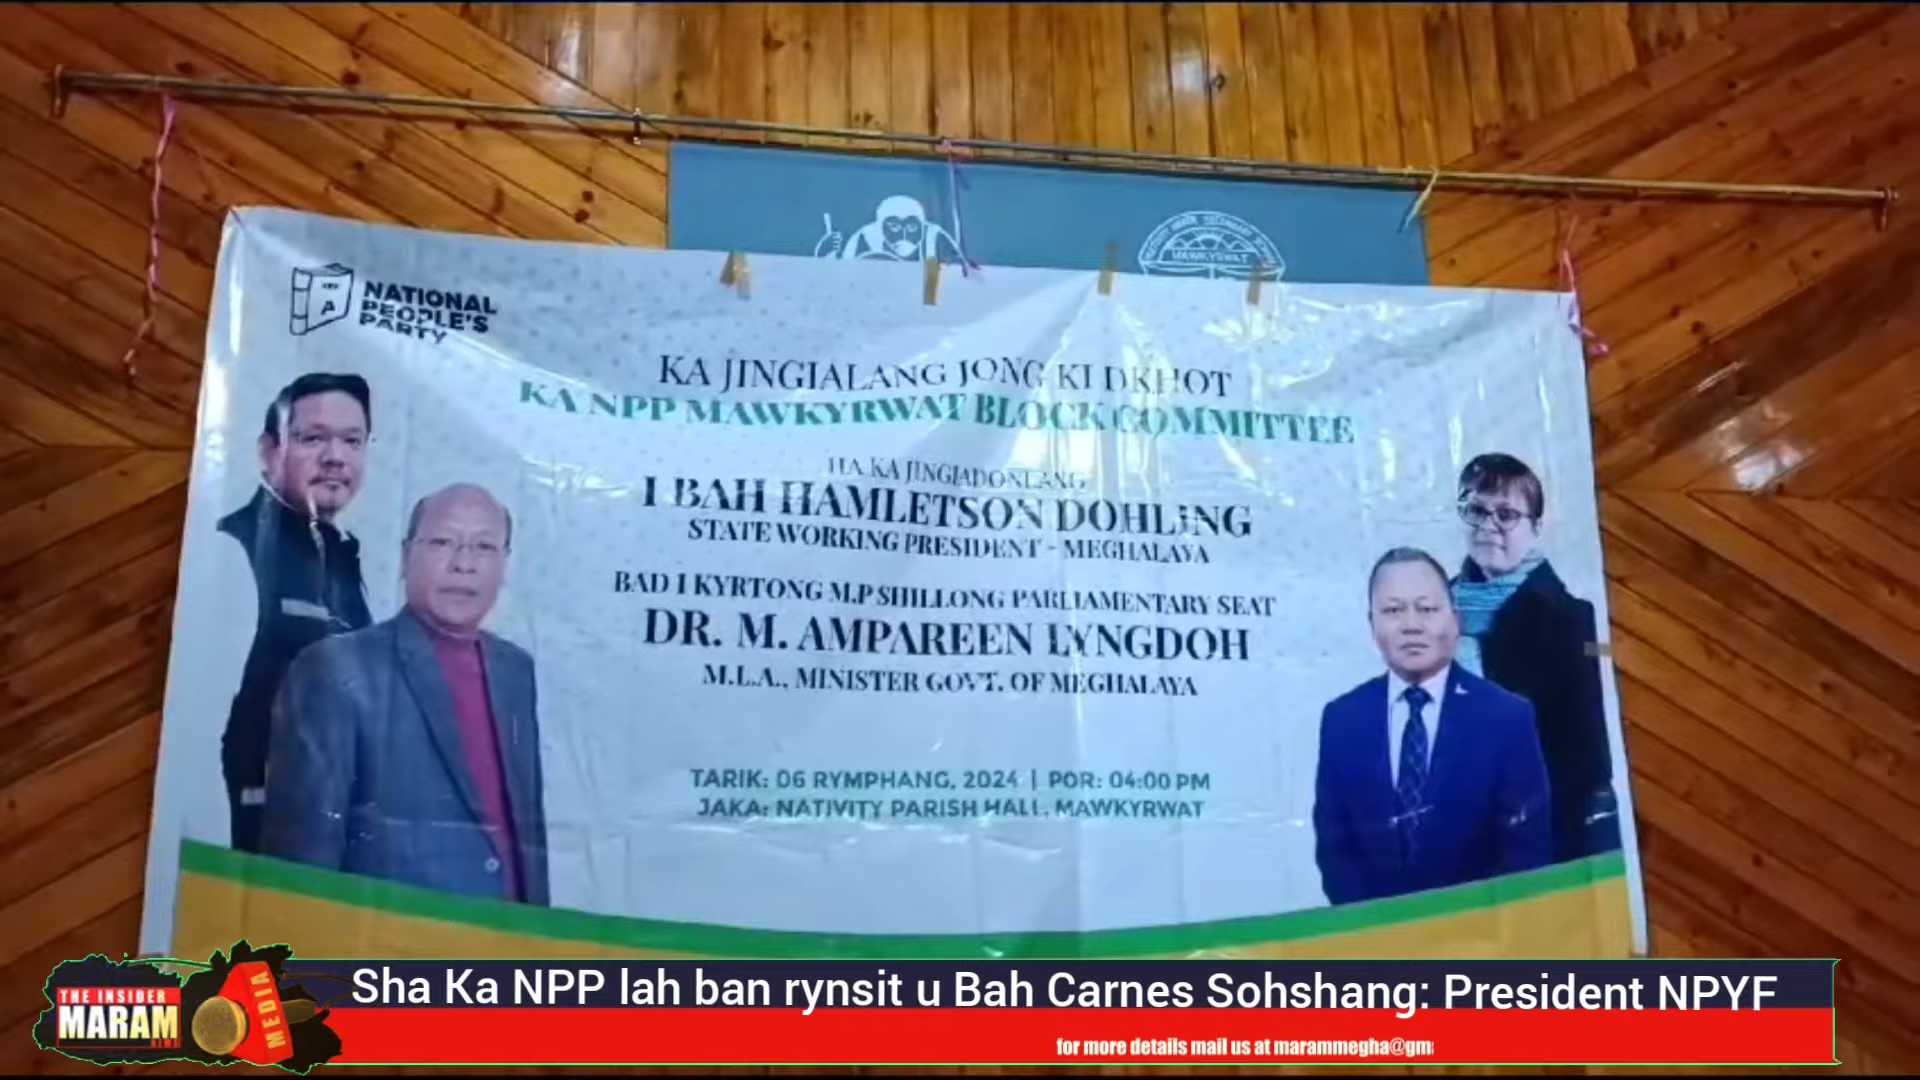 MAWKYRWAT
NATIONAL
PEOPLE'S
PARTY
A
KA JINGIALANG JONG KI DKHOT
KA NPP MAWKYRWAT BLOCK COMMITTEE
HA KA JINGIADONLANG
I BAH HAMLETSON DOHLING
STATE WORKING PRESIDENT - MEGHALAYA
BAD I KYRTONG M.P SHILLONG PARLIAMENTARY SEAT
DR. M. AMPAREEN LYNGDOH
M.L.A., MINISTER GOVT. OF MEGHALAYA
TARIK: 06 RYMPHANG, 2024 | POR: 04:00 PM
JAKA: NATIVITY PARISH HALL, MAWKYRWAT
THE INSIDER
MARAM
NEWS
MEDIA
Sha Ka NPP lah ban rynsit u Bah Carnes Sohshang: President NPYF
for more details mail us at marammegha@gm